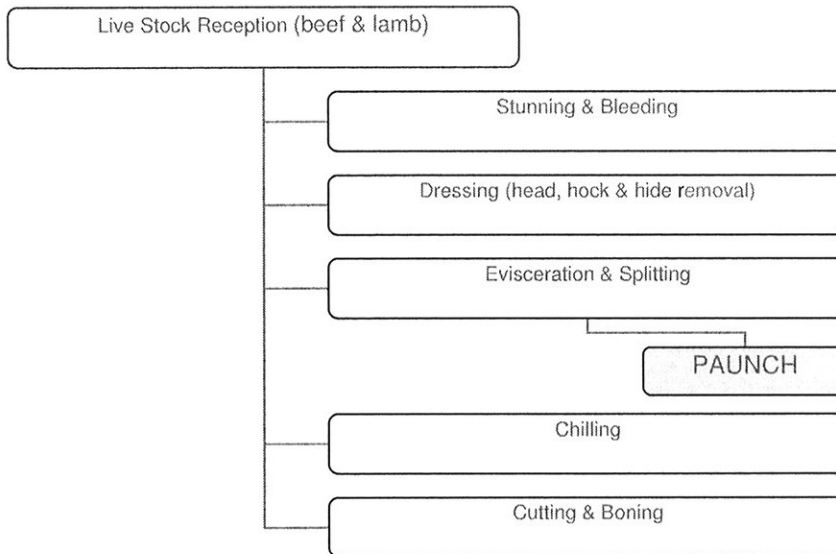 Live Stock Reception (beef & lamb)
Stunning & Bleeding
Dressing (head, hock & hide removal)
Evisceration & Splitting
PAUNCH
Chilling
Cutting & Boning